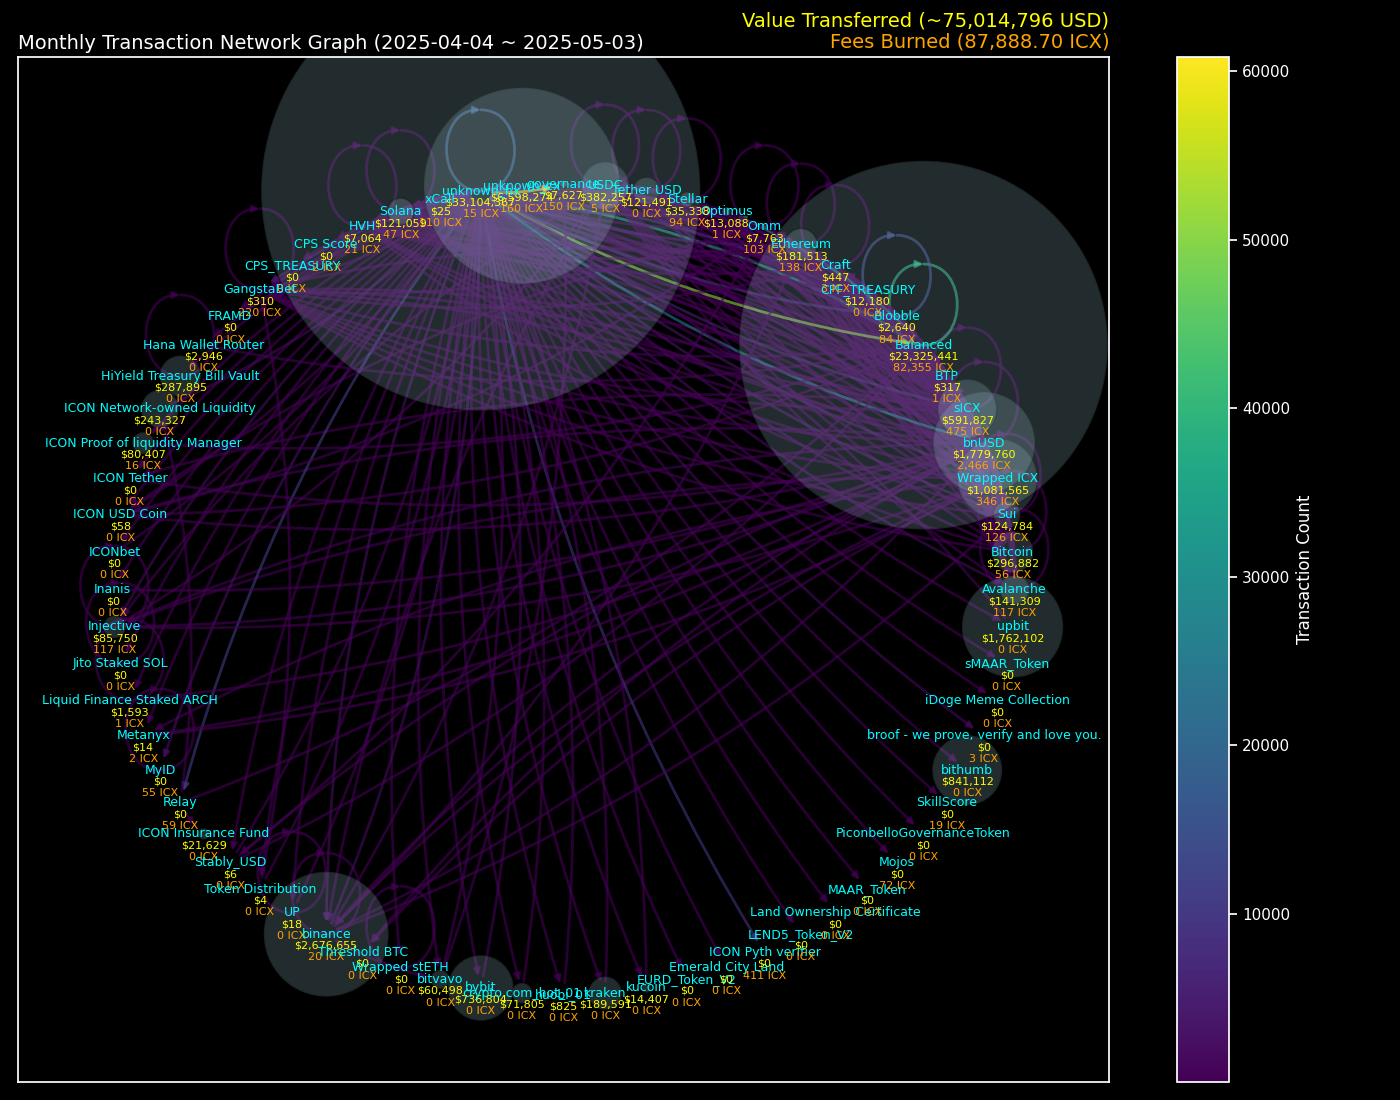 Value Transferred (~75,014,796 USD)
Monthly Transaction Network Graph (2025-04-04 ~ 2025-05-03)
Fees Burned (87,888.70 ICX)
governance
$7,627
150 ICX
USDC
$382,257
5 ICX
Tether USD
$121,491
0 ICX
Stellar
$35,338
94 ICX
Optimus
$13,088
1 ICX
Omm
$7,763
103 ICX
Ethereum
$181,513
138 ICX
Craft
$447
CPF_TREASURY
$12,180
0 ICX
Blobble
$2,640
84 ICX
Balanced
$23,325,441
82,355 ICX
BTP
$317
1 ICX
sICX
$591,827
475 ICX
bnUSD
$1,779,760
2,466 ICX
Wrapped ICX
$1,081,565
346 ICX
Sui
$124,784
126 ICX
Bitcoin
$296,882
56 ICX
Avalanche
$141,309
117 ICX
upbit
$1,762,102
0 ICX
sMAAR_Token
$0
0 ICX
iDoge Meme Collection
$0
0 ICX
broof - we prove, verify and love you.
$0
3 ICX
bithumb
$841,112
0 ICX
SkillScore
$0
19 ICX
PiconbelloGovernanceToken
$0
0 ICX
Mojos
$0
72 ICX
MAAR_Token
$0
0 ICX
Land Ownership Certificate
$0
0 ICX
LEND5_Token_V2
$0
0 ICX
ICON Pyth verifier
$0
411 ICX
Emerald City Land
$0
0 ICX
EURD_Token_V2
$0
0 ICX
kucoin
$14,407
0 ICX
kraken
$189,591
0 ICX
huobi_01
$825
0 ICX
crypto.com_hot_01
$71,805
0 ICX
bybit
$736,804
0 ICX
bitvavo
$60,498
0 ICX
Wrapped stETH
$0
0 ICX
Threshold BTC
$0
0 ICX
binance
$2,676,655
20 ICX
UP
$18
0 ICX
Token Distribution
$4
0 ICX
Stably_USD
$6
0 ICX
ICON Insurance Fund
$21,629
0 ICX
Relay
$0
59 ICX
MyID
$0
55 ICX
Metanyx
$14
2 ICX
Liquid Finance Staked ARCH
$1,593
1 ICX
Jito Staked SOL
$0
0 ICX
Injective
$85,750
117 ICX
Inanis
$0
0 ICX
ICONbet
$0
0 ICX
ICON USD Coin
$58
0 ICX
ICON Tether
$0
0 ICX
ICON Proof of liquidity Manager
$80,407
16 ICX
ICON Network-owned Liquidity
$243,327
0 ICX
HiYield Treasury Bill Vault
$287,895
0 ICX
Hana Wallet Router
$2,946
0 ICX
FRAMD
$0
0 ICX
GangstaBet
$310
220 ICX
CPS_TREASURY
$0
CPS Score
$0
HVH
$7,064
21 ICX
Solana
$121,059
47 ICX
xCall
$25
110 ICX
15 ICX
160 ICX
60000
50000
40000
30000
20000
10000
Transaction Count